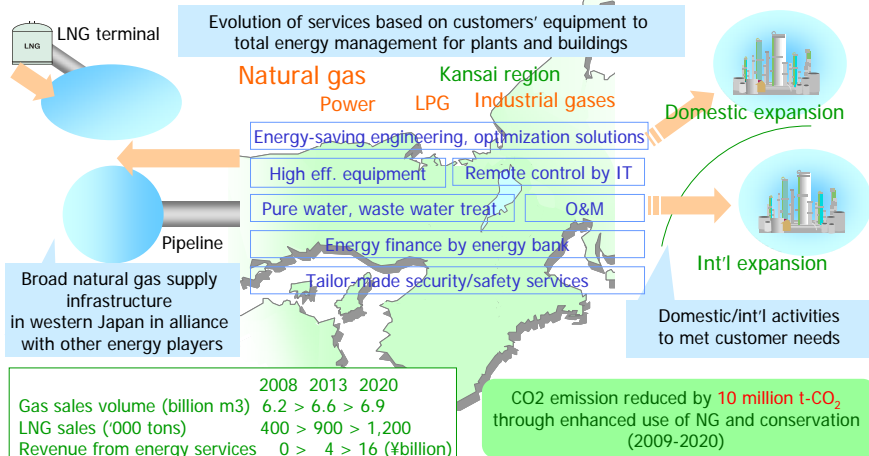 Evolution of services based on customers' equipment to
total energy management for plants and buildings
LNG terminal
LNG
Natural gas
Kansai region
Power
LPG
Industrial gases
Domestic expansion
Energy-saving engineering, optimization solutions
High eff. equipment
Remote control by IT
Pure water, waste water treat.
O&M
Energy finance by energy bank
Tailor-made security/safety services
Pipeline
Int'l expansion
Broad natural gas supply
infrastructure
in western Japan in alliance
with other energy players
Domestic/int'l activities
to met customer needs
2008 2013 2020
Gas sales volume (billion m3) 6.2 > 6.6 > 6.9
LNG sales ('000 tons) 400 > 900 > 1,200
Revenue from energy services 0 > 4 > 16 (¥billion)
CO2 emission reduced by 10 million t-CO₂
through enhanced use of NG and conservation
(2009-2020)